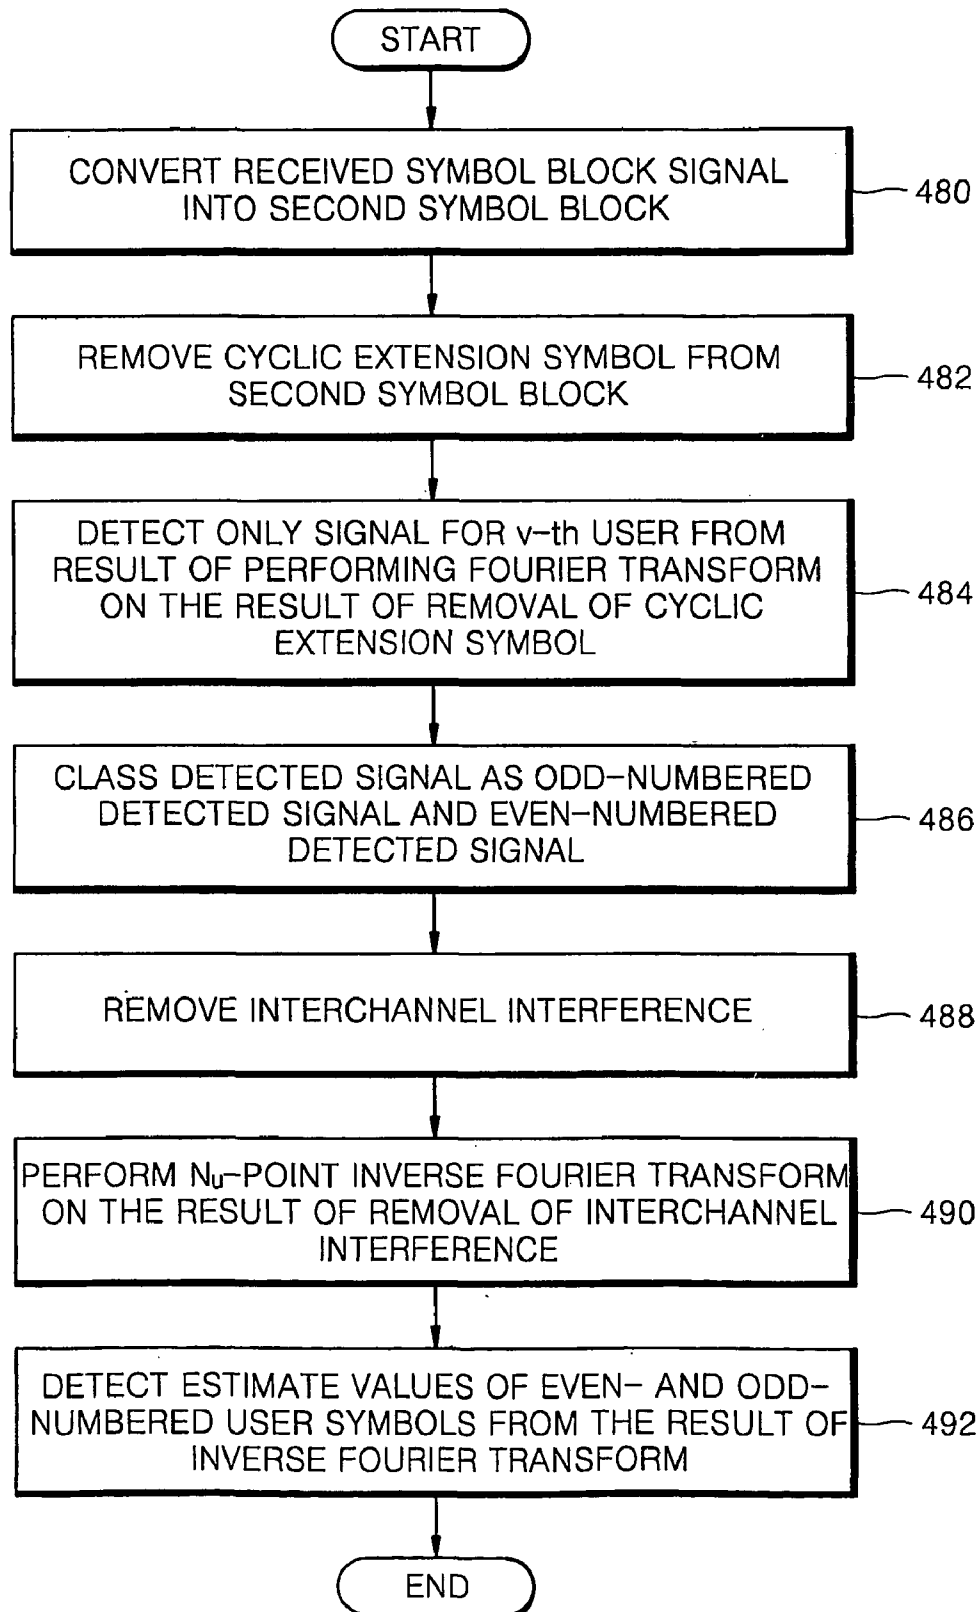 START
CONVERT RECEIVED SYMBOL BLOCK SIGNAL
INTO SECOND SYMBOL BLOCK
480
REMOVE CYCLIC EXTENSION SYMBOL FROM
SECOND SYMBOL BLOCK
482
DETECT ONLY SIGNAL FOR v-th USER FROM
RESULT OF PERFORMING FOURIER TRANSFORM
ON THE RESULT OF REMOVAL OF CYCLIC
EXTENSION SYMBOL
484
CLASS DETECTED SIGNAL AS ODD-NUMBERED
DETECTED SIGNAL AND EVEN-NUMBERED
DETECTED SIGNAL
486
REMOVE INTERCHANNEL INTERFERENCE
488
PERFORM Nu-POINT INVERSE FOURIER TRANSFORM
ON THE RESULT OF REMOVAL OF INTERCHANNEL
INTERFERENCE
490
DETECT ESTIMATE VALUES OF EVEN- AND ODD-
NUMBERED USER SYMBOLS FROM THE RESULT OF
INVERSE FOURIER TRANSFORM
492
END